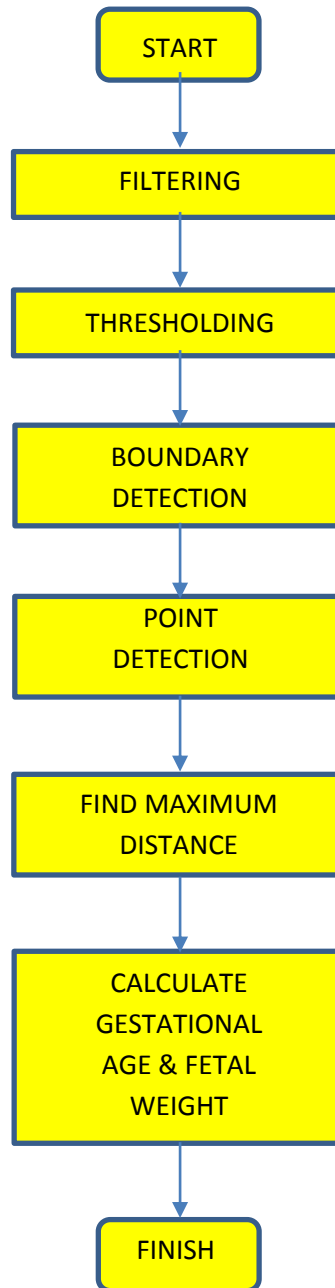 START
FILTERING
THRESHOLDING
BOUNDARY
DETECTION
POINT
DETECTION
FIND MAXIMUM
DISTANCE
CALCULATE
GESTATIONAL
AGE & FETAL
WEIGHT
FINISH